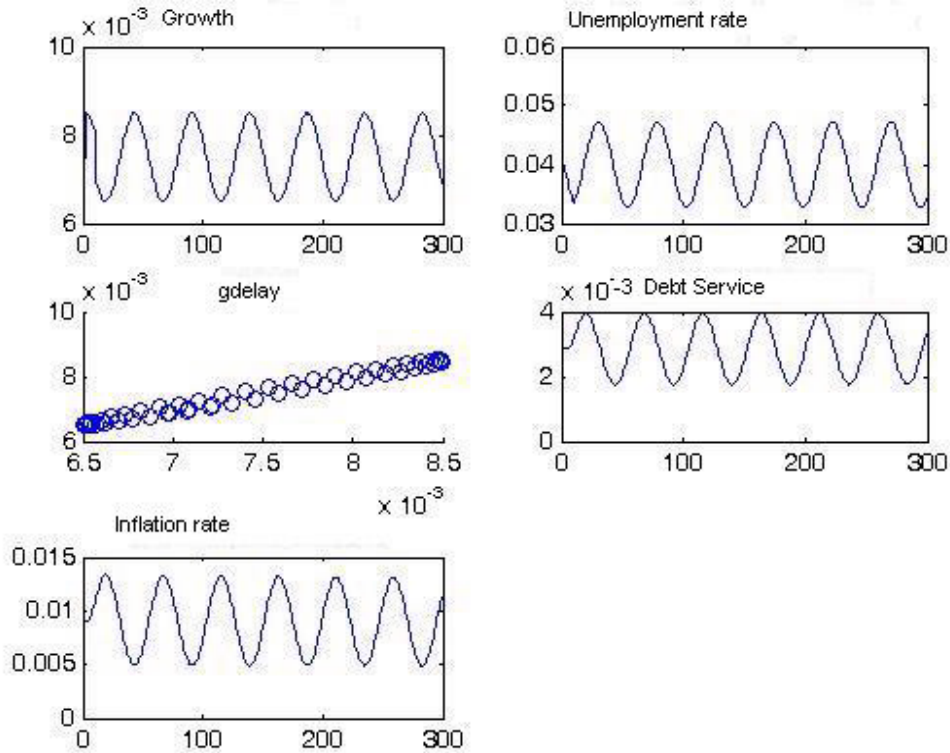 x 10-3 Growth
10
8
6
0 100 200 300
Unemployment rate
0.06
0.05
0.04
0.03
0 100 200 300
x 10-3
gdelay
10
8
6
6.5 7 7.5 8 8.5
x 10-3
x 10-3 Debt Service
4
2
0
0 100 200 300
Inflation rate
0.015
0.01
0.005
0
0 100 200 300